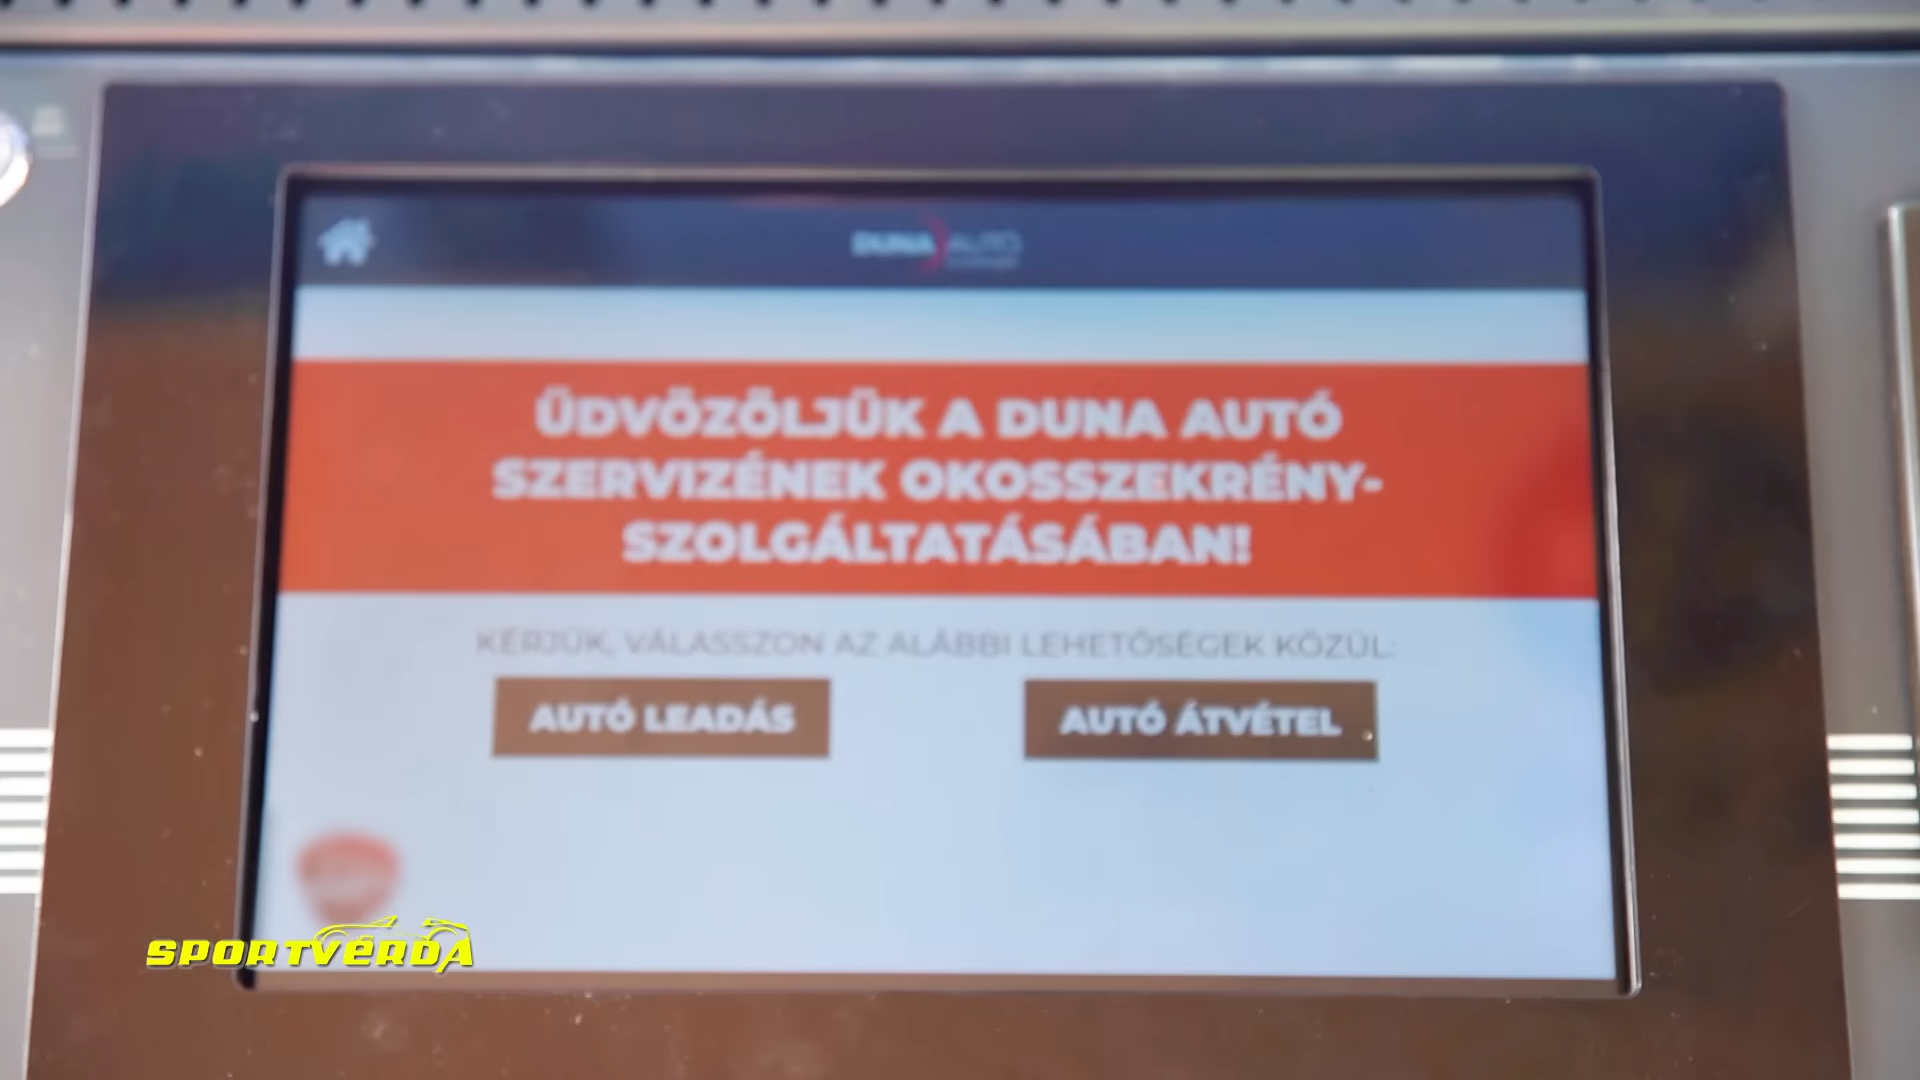 DUNA AUTÓ
ÜDVÖZÖLJÜK A DUNA AUTÓ
SZERVIZÉNEK OKOSSZEKRÉNY-
SZOLGÁLTATÁSÁBAN!
KÉRJÜK, VÁLASSZON AZ ALÁBBI LEHETŐSÉGEK KÖZÜL:
AUTÓ LEADÁS
AUTÓ ÁTVÉTEL
SPORTVERDA